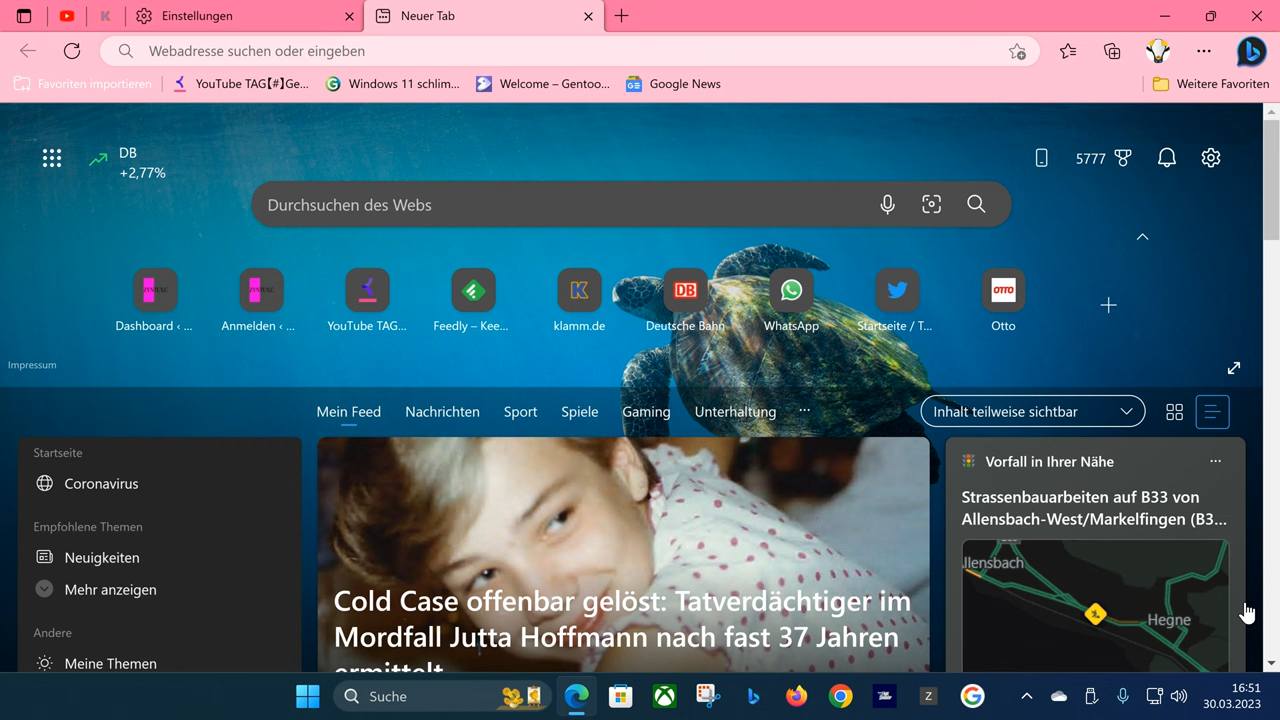 Einstellungen
Neuer Tab
Webadresse suchen oder eingeben
Favoriten importieren
YouTube TAG【#】Ge...
Windows 11 schlim...
Welcome – Gentoo...
Google News
Weitere Favoriten
DB
+2,77%
5777
Durchsuchen des Webs
Dashboard ‹ ...
Anmelden ‹ ...
YouTube TAG...
Feedly – Kee...
klamm.de
DB
Deutsche Bahn
WhatsApp
Startseite / T...
OTTO
Otto
Impressum
Mein Feed
Nachrichten
Sport
Spiele
Gaming
Unterhaltung
...
Inhalt teilweise sichtbar
Startseite
Coronavirus
Empfohlene Themen
Neuigkeiten
Mehr anzeigen
Andere
Meine Themen
Cold Case offenbar gelöst: Tatverdächtiger im
Mordfall Jutta Hoffmann nach fast 37 Jahren
ermittelt
Vorfall in Ihrer Nähe
Strassenbauarbeiten auf B33 von
Allensbach-West/Markelfingen (B3...
llensbach
Hegne
Suche
16:51
30.03.2023